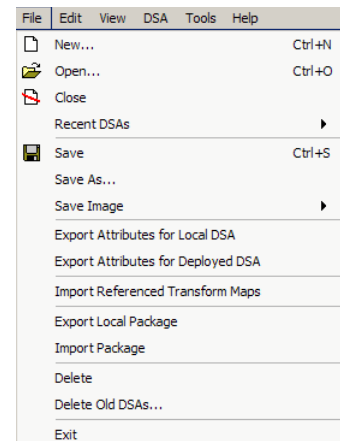 File Edit View DSA Tools Help
New... Ctrl+N
Open... Ctrl+O
Close
Recent DSAs
Save Ctrl+S
Save As...
Save Image
Export Attributes for Local DSA
Export Attributes for Deployed DSA
Import Referenced Transform Maps
Export Local Package
Import Package
Delete
Delete Old DSAs...
Exit